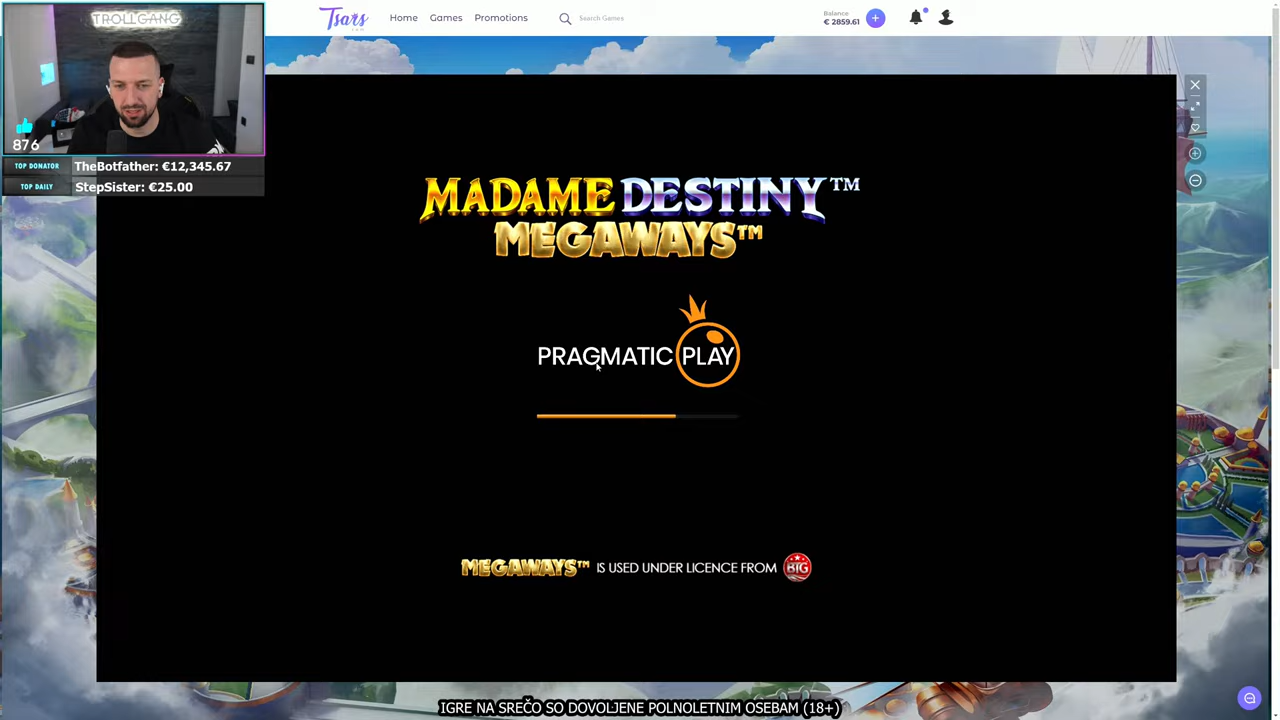 TROLLGANG
876
TOP DONATOR TheBotfather: €12,345.67
TOP DAILY StepSister: €25.00
Tsars
Home Games Promotions Search Games
Balance
€ 2859.61
MADAME DESTINY™
MEGAWAYS™
PRAGMATIC PLAY
MEGAWAYS™ IS USED UNDER LICENCE FROM BTG
IGRE NA SREČO SO DOVOLJENE POLNOLETNIM OSEBAM (18+)